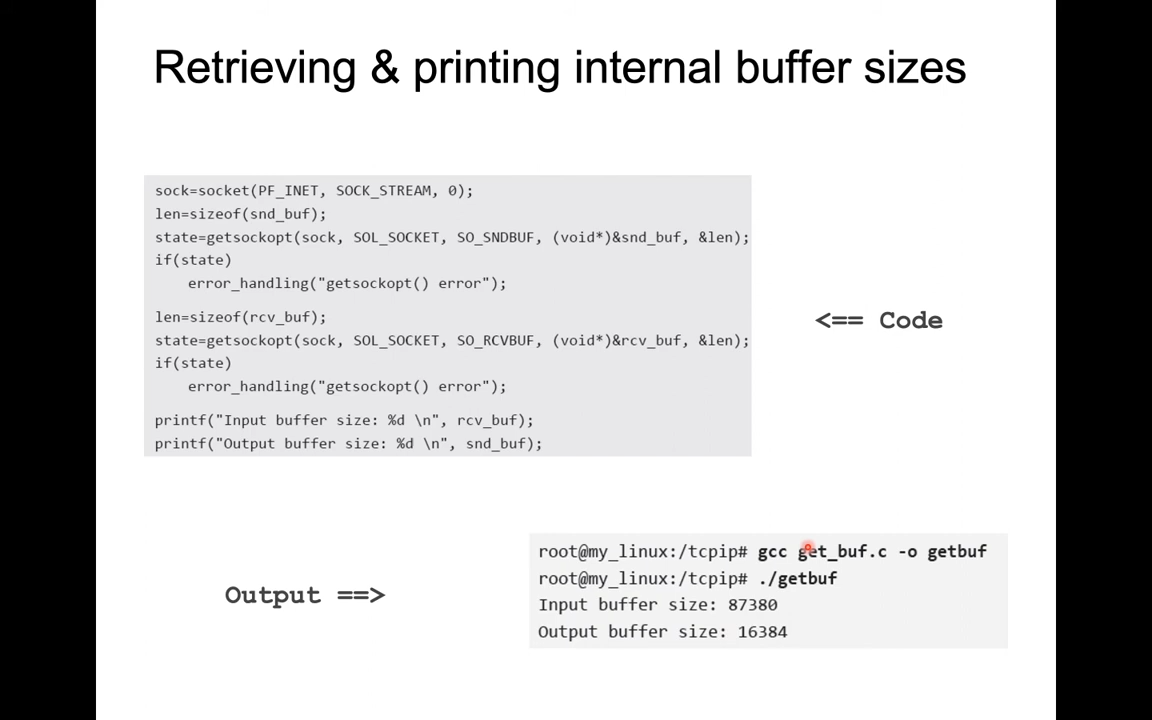 Retrieving & printing internal buffer sizes
sock=socket(PF_INET, SOCK_STREAM, 0);
len=sizeof(snd_buf);
state=getsockopt(sock, SOL_SOCKET, SO_SNDBUF, (void*)&snd_buf, &len);
if(state)
    error_handling("getsockopt() error");
len=sizeof(rcv_buf);
state=getsockopt(sock, SOL_SOCKET, SO_RCVBUF, (void*)&rcv_buf, &len);
if(state)
    error_handling("getsockopt() error");
printf("Input buffer size: %d \n", rcv_buf);
printf("Output buffer size: %d \n", snd_buf);
<== Code
Output ==>
root@my_linux:/tcpip# gcc get_buf.c -o getbuf
root@my_linux:/tcpip# ./getbuf
Input buffer size: 87380
Output buffer size: 16384